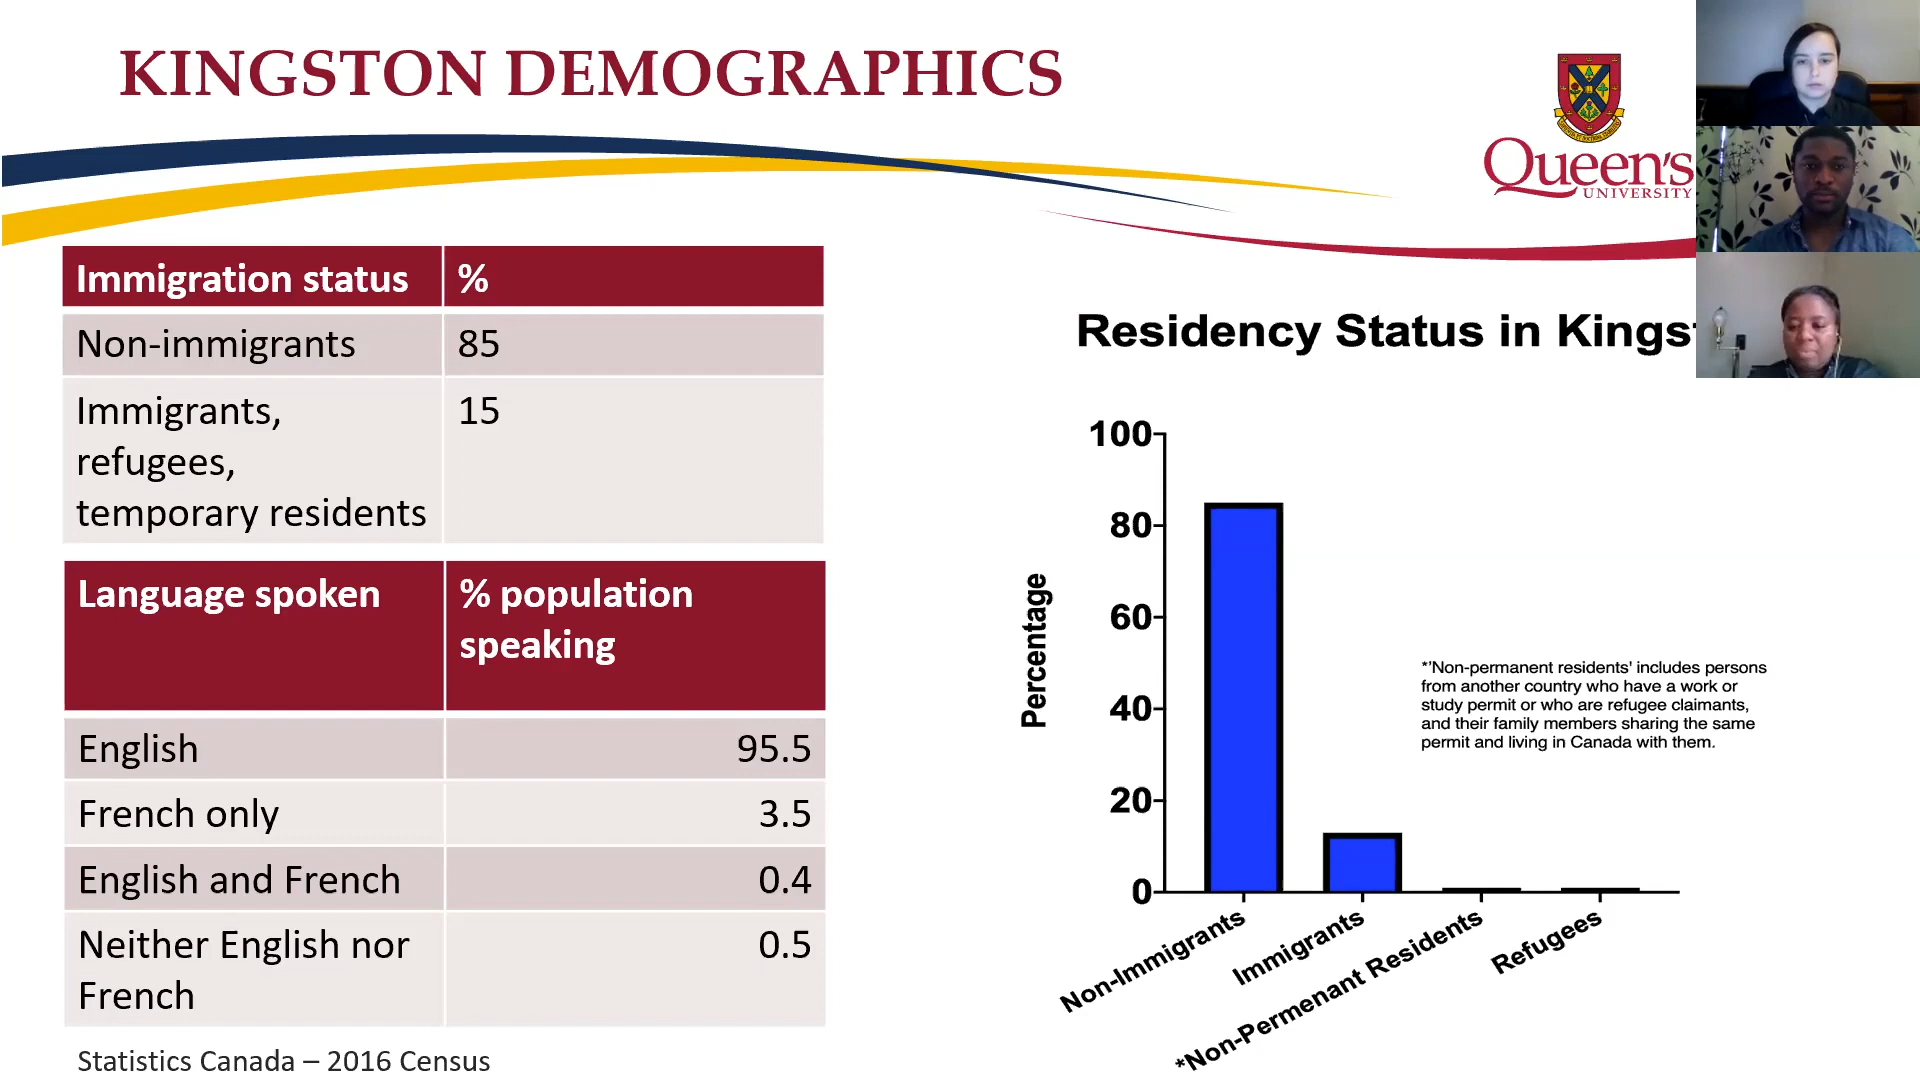 KINGSTON DEMOGRAPHICS
Queen's
UNIVERSITY
Immigration status %
Non-immigrants 85
Immigrants, 15
refugees,
temporary residents
Language spoken % population
speaking
English 95.5
French only 3.5
English and French 0.4
Neither English nor 0.5
French
Statistics Canada – 2016 Census
Residency Status in Kings
Percentage
100
80
60
40
20
0
*'Non-permanent residents' includes persons
from another country who have a work or
study permit or who are refugee claimants,
and their family members sharing the same
permit and living in Canada with them.
Non-Immigrants
Immigrants
*Non-Permenant Residents
Refugees